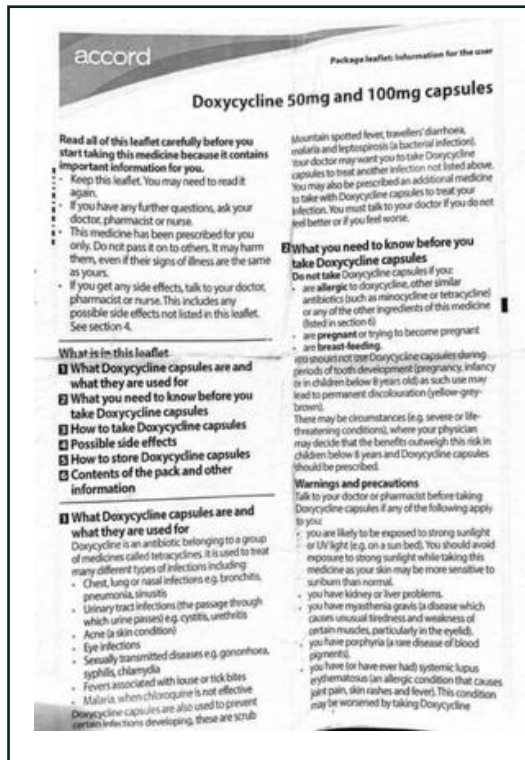 accord
Package leaflet: Information for the user
Doxycycline 50mg and 100mg capsules
Read all of this leaflet carefully before you
start taking this medicine because it contains
important information for you.
- Keep this leaflet. You may need to read it
again.
- If you have any further questions, ask your
doctor, pharmacist or nurse.
- This medicine has been prescribed for you
only. Do not pass it on to others. It may harm
them, even if their signs of illness are the same
as yours.
- If you get any side effects, talk to your doctor,
pharmacist or nurse. This includes any
possible side effects not listed in this leaflet.
See section 4.
What is in this leaflet
1 What Doxycycline capsules are and
what they are used for
2 What you need to know before you
take Doxycycline capsules
3 How to take Doxycycline capsules
4 Possible side effects
5 How to store Doxycycline capsules
6 Contents of the pack and other
information
1 What Doxycycline capsules are and
what they are used for
Doxycycline is an antibiotic belonging to a group
of medicines called tetracyclines. it is used to treat
many different types of infections including:
- Chest, lung or nasal infections e.g. bronchitis,
pneumonia, sinusitis
- Urinary tract infections (the passage through
which urine passes) e.g. cystitis, urethritis
- Acne (a skin condition)
- Eye infections
- Sexually transmitted diseases e.g. gonorrhoea,
syphilis, chlamydia
- Fevers associated with louse or tick bites
- Malaria, when chloroquine is not effective
Doxycycline capsules are also used to prevent
certain infections developing, these are scrub
Mountain spotted fever, travellers' diarrhoea,
malaria and leptospirosis (a bacterial infection).
Your doctor may want you to take Doxycycline
capsules to treat another infection not listed above.
You may also be prescribed an additional medicine
to take with Doxycycline capsules to treat your
infection. You must talk to your doctor if you do not
feel better or if you feel worse.
2 What you need to know before you
take Doxycycline capsules
Do not take Doxycycline capsules if you:
- are allergic to doxycycline, other similar
antibiotics (such as minocycline or tetracycline)
or any of the other ingredients of this medicine
(listed in section 6)
- are pregnant or trying to become pregnant
- are breast-feeding.
You should not use Doxycycline capsules during
periods of tooth development (pregnancy, infancy
or in children below 8 years old) as such use may
lead to permanent discolouration (yellow-grey-
brown).
There may be circumstances (e.g. severe or life-
threatening conditions), where your physician
may decide that the benefits outweigh this risk in
children below 8 years and Doxycycline capsules
should be prescribed.
Warnings and precautions
Talk to your doctor or pharmacist before taking
Doxycycline capsules if any of the following apply
to you:
- you are likely to be exposed to strong sunlight
or UV light (e.g. on a sun bed). You should avoid
exposure to strong sunlight while taking this
medicine as your skin may be more sensitive to
sunburn than normal.
- you have kidney or liver problems.
- you have myasthenia gravis (a disease which
causes unusual tiredness and weakness of
certain muscles, particularly in the eyelid).
- you have porphyria (a rare disease of blood
pigments).
- you have (or have ever had) systemic lupus
erythematosus (an allergic condition that causes
joint pain, skin rashes and fever). This condition
may be worsened by taking Doxycycline